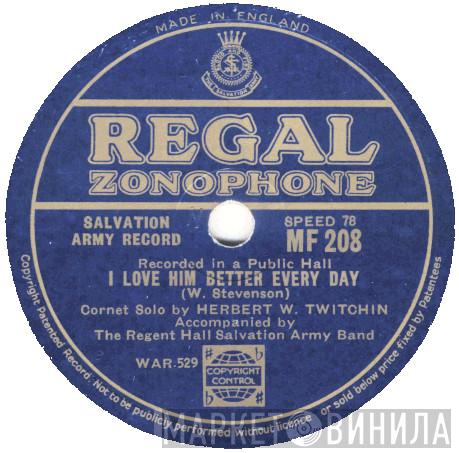 MADE IN ENGLAND
THE SALVATION ARMY
REGAL
ZONOPHONE
SALVATION
ARMY RECORD
SPEED 78
MF 208
Recorded in a Public Hall
I LOVE HIM BETTER EVERY DAY
(W. Stevenson)
Cornet Solo by HERBERT W. TWITCHIN
Accompanied by
The Regent Hall Salvation Army Band
WAR.529
COPYRIGHT
CONTROL
Copyright Patented Record. Not to be publicly performed without licence or sold below price fixed by Patentees
МАРКЕТ ВИНИЛА